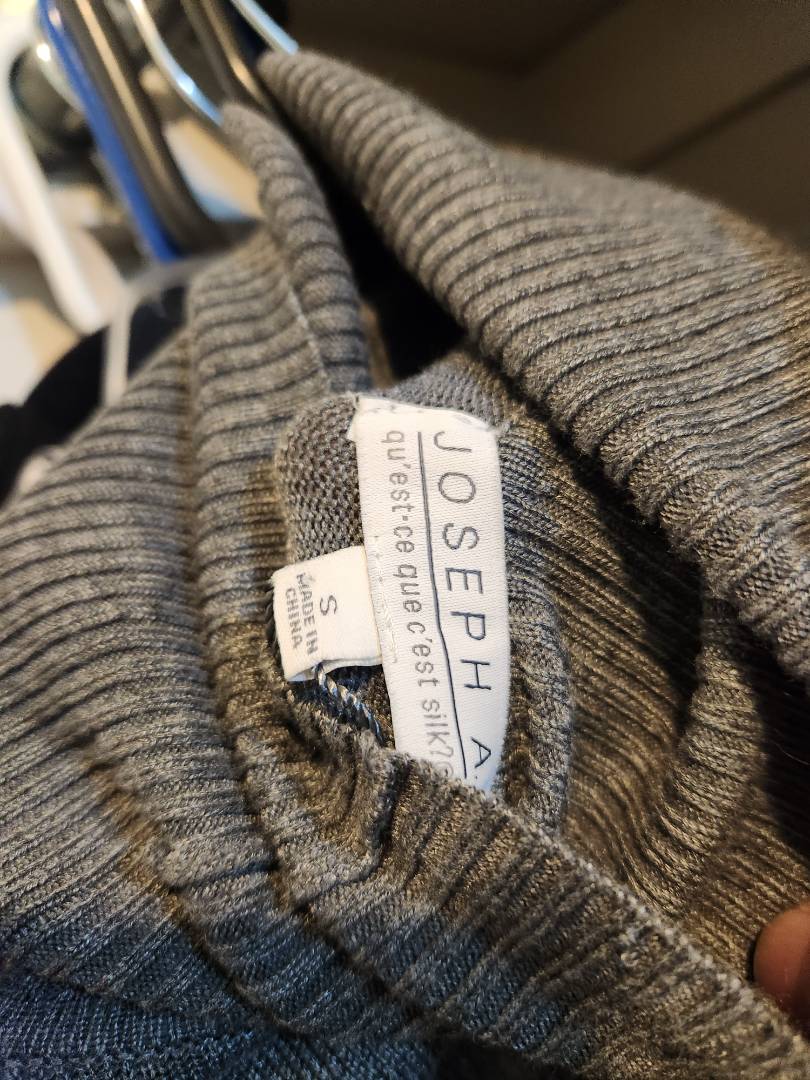 JOSEPH A.
qu'est-ce que c'est silk?©
S
MADE IN
CHINA